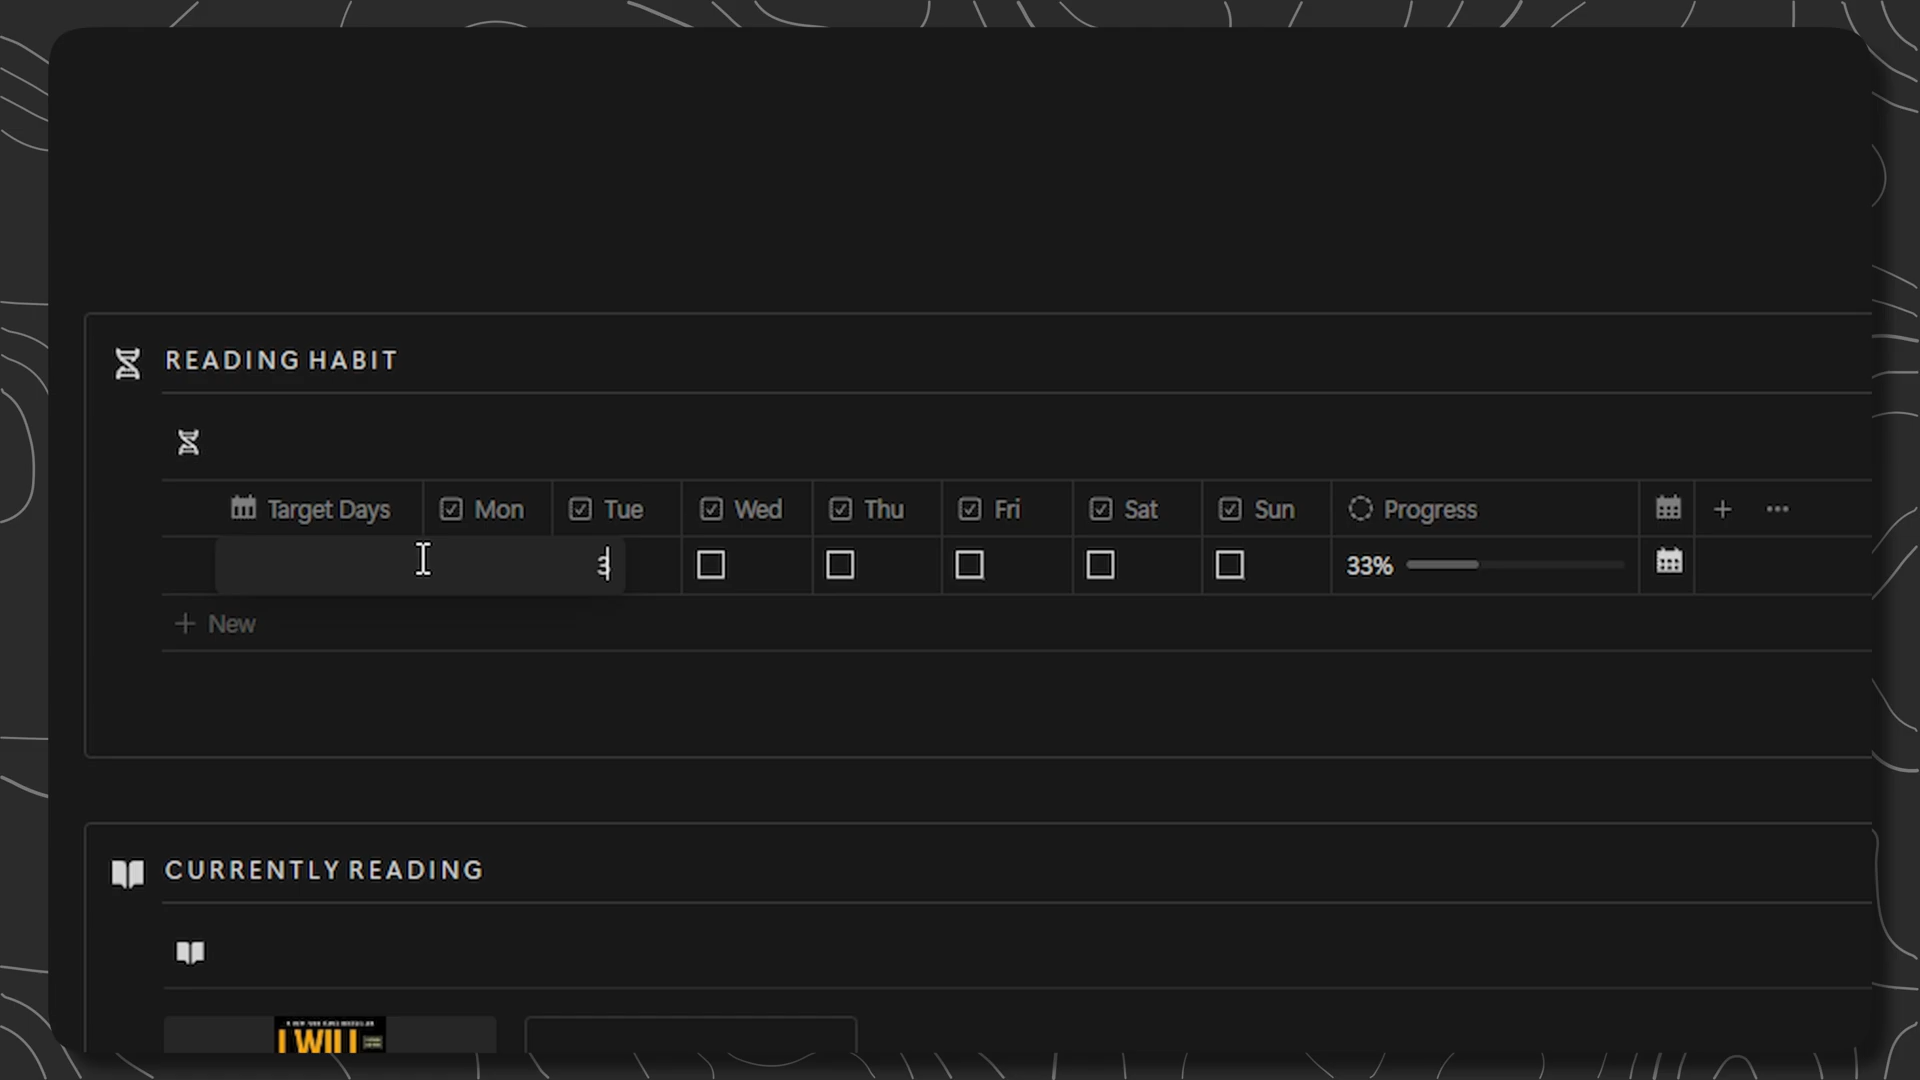 READING HABIT
Target Days Mon Tue Wed Thu Fri Sat Sun Progress
3 33%
New
CURRENTLY READING
I WILL